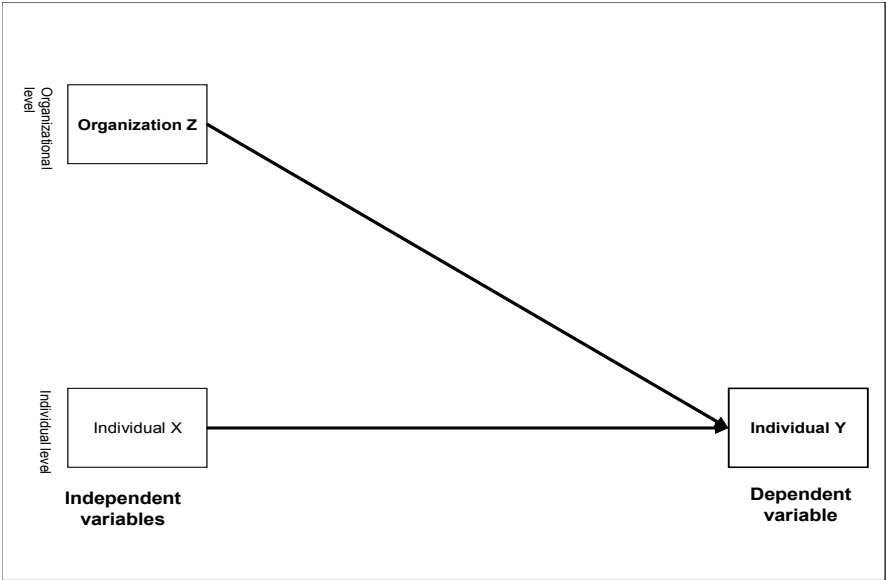 Organizational
level
Organization Z
Individual level
Individual X
Individual Y
Independent
variables
Dependent
variable